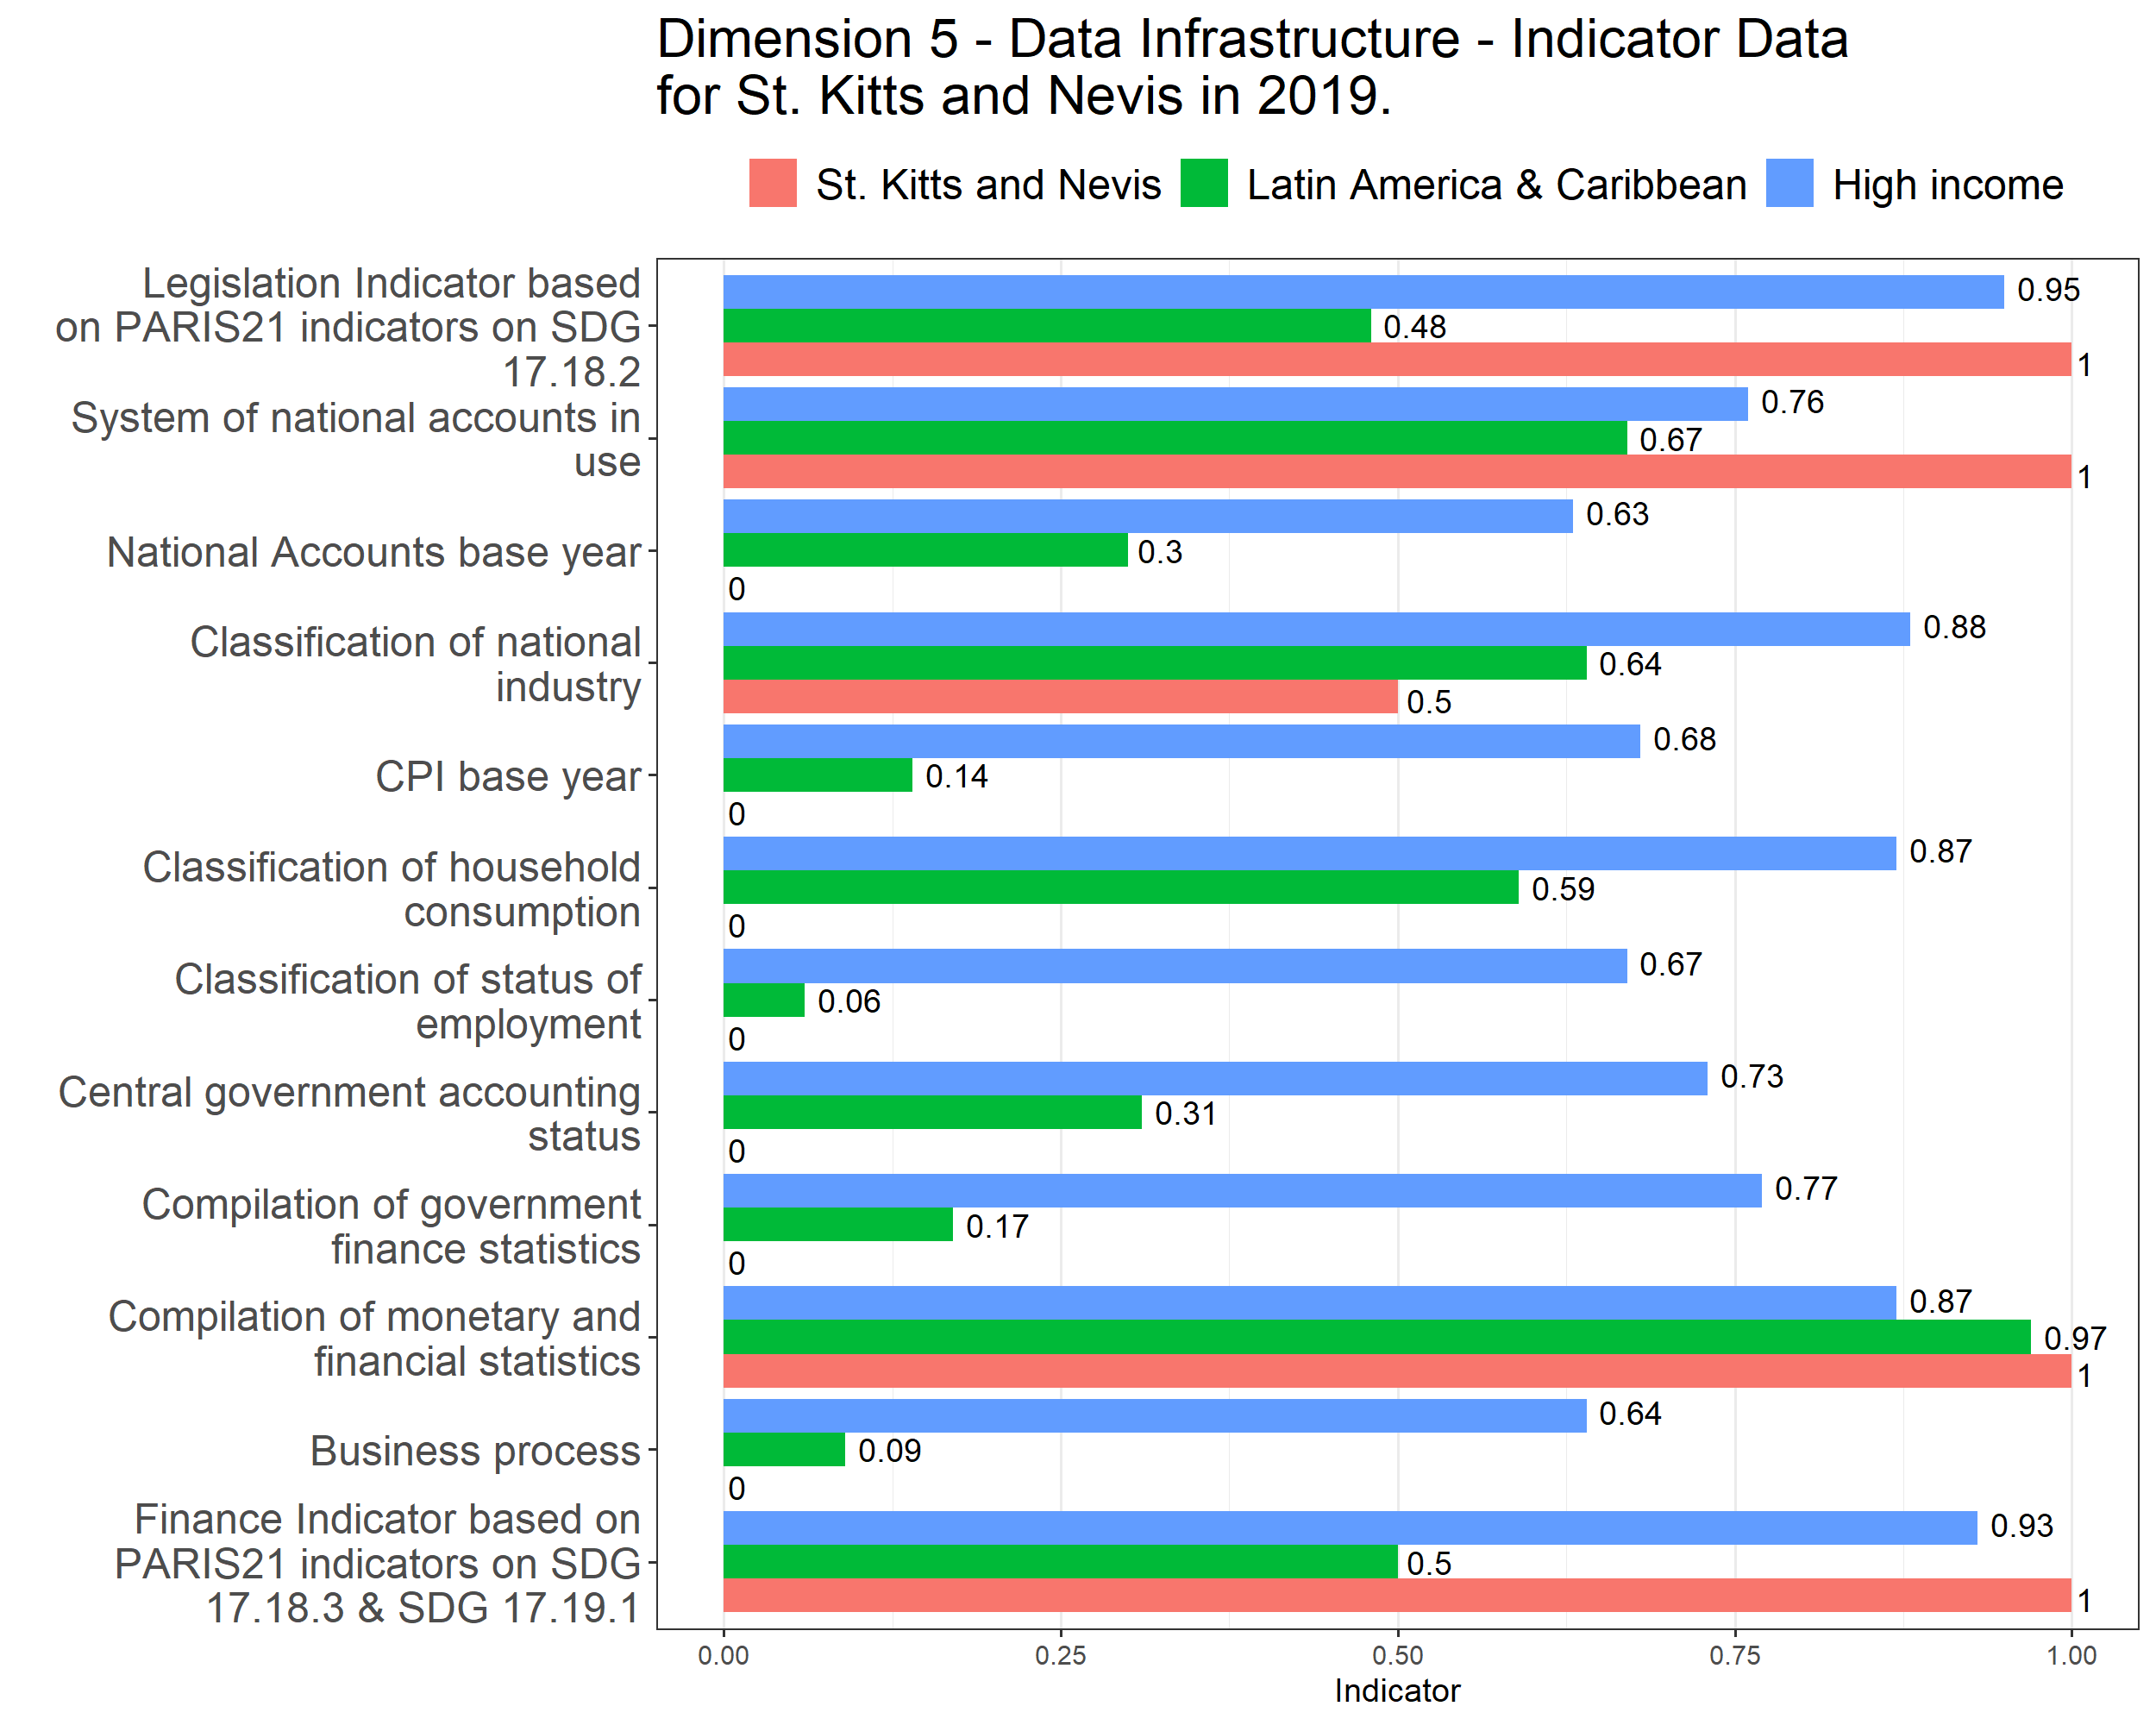 Dimension 5 - Data Infrastructure - Indicator Data
for St. Kitts and Nevis in 2019.
St. Kitts and Nevis
Latin America & Caribbean
High income
Legislation Indicator based
on PARIS21 indicators on SDG
17.18.2
0.95
0.48
1
System of national accounts in
use
0.76
0.67
1
National Accounts base year
0.63
0.3
0
Classification of national
industry
0.88
0.64
0.5
CPI base year
0.68
0.14
0
Classification of household
consumption
0.87
0.59
0
Classification of status of
employment
0.67
0.06
0
Central government accounting
status
0.73
0.31
0
Compilation of government
finance statistics
0.77
0.17
0
Compilation of monetary and
financial statistics
0.87
0.97
1
Business process
0.64
0.09
0
Finance Indicator based on
PARIS21 indicators on SDG
17.18.3 & SDG 17.19.1
0.93
0.5
1
0.00
0.25
0.50
0.75
1.00
Indicator